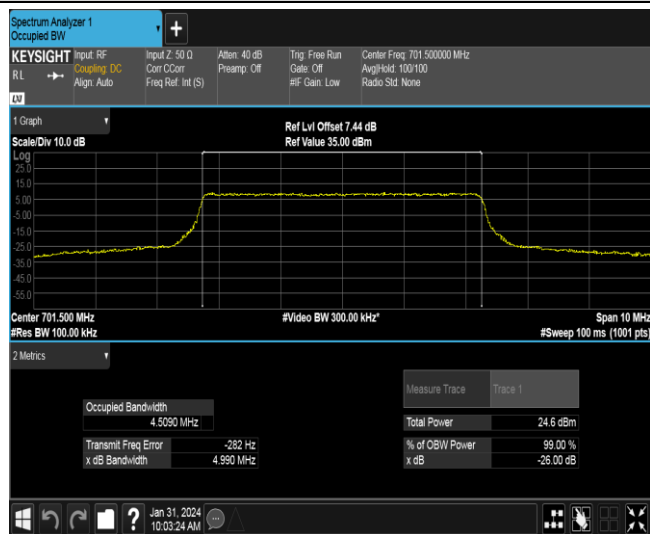 Spectrum Analyzer 1
Occupied BW
+
KEYSIGHT Input: RF Input Z: 50 Ω Atten: 40 dB Trig: Free Run Center Freq: 701.500000 MHz
RL Coupling: DC Corr CCorr Preamp: Off Gate: Off Avg|Hold: 100/100
Align: Auto Freq Ref: Int (S) #IF Gain: Low Radio Std: None
LXI
1 Graph
Ref Lvl Offset 7.44 dB
Scale/Div 10.0 dB Ref Value 35.00 dBm
Log
25.0
15.0
5.00
-5.00
-15.0
-25.0
-35.0
-45.0
-55.0
Center 701.500 MHz #Video BW 300.00 kHz* Span 10 MHz
#Res BW 100.00 kHz #Sweep 100 ms (1001 pts)
2 Metrics
Measure Trace Trace 1
Occupied Bandwidth
4.5090 MHz
Total Power 24.6 dBm
Transmit Freq Error -282 Hz % of OBW Power 99.00 %
x dB Bandwidth 4.990 MHz x dB -26.00 dB
? Jan 31, 2024
10:03:24 AM